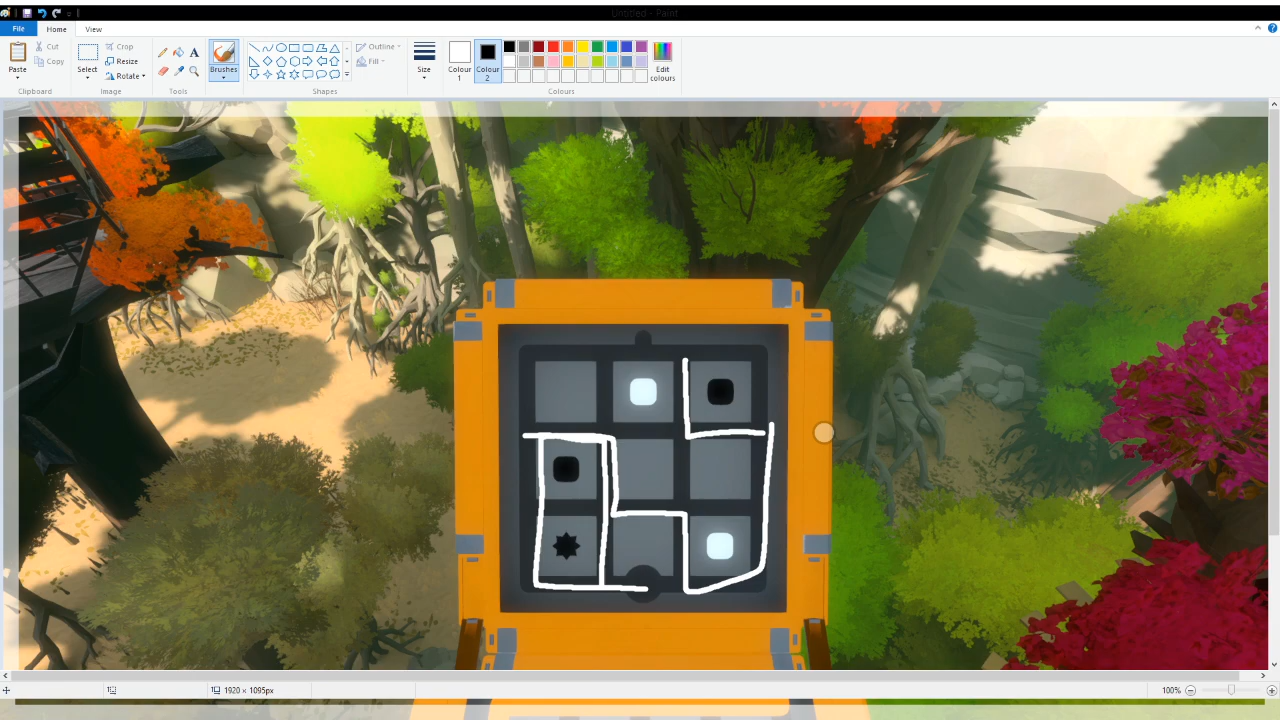 Untitled - Paint
File Home View
Paste
Cut
Copy
Clipboard
Select
Crop
Resize
Rotate
Image
A
Tools
Brushes
Shapes
Outline
Fill
Size
Colour 1
Colour 2
Colours
Edit colours
1920 × 1095px
100%